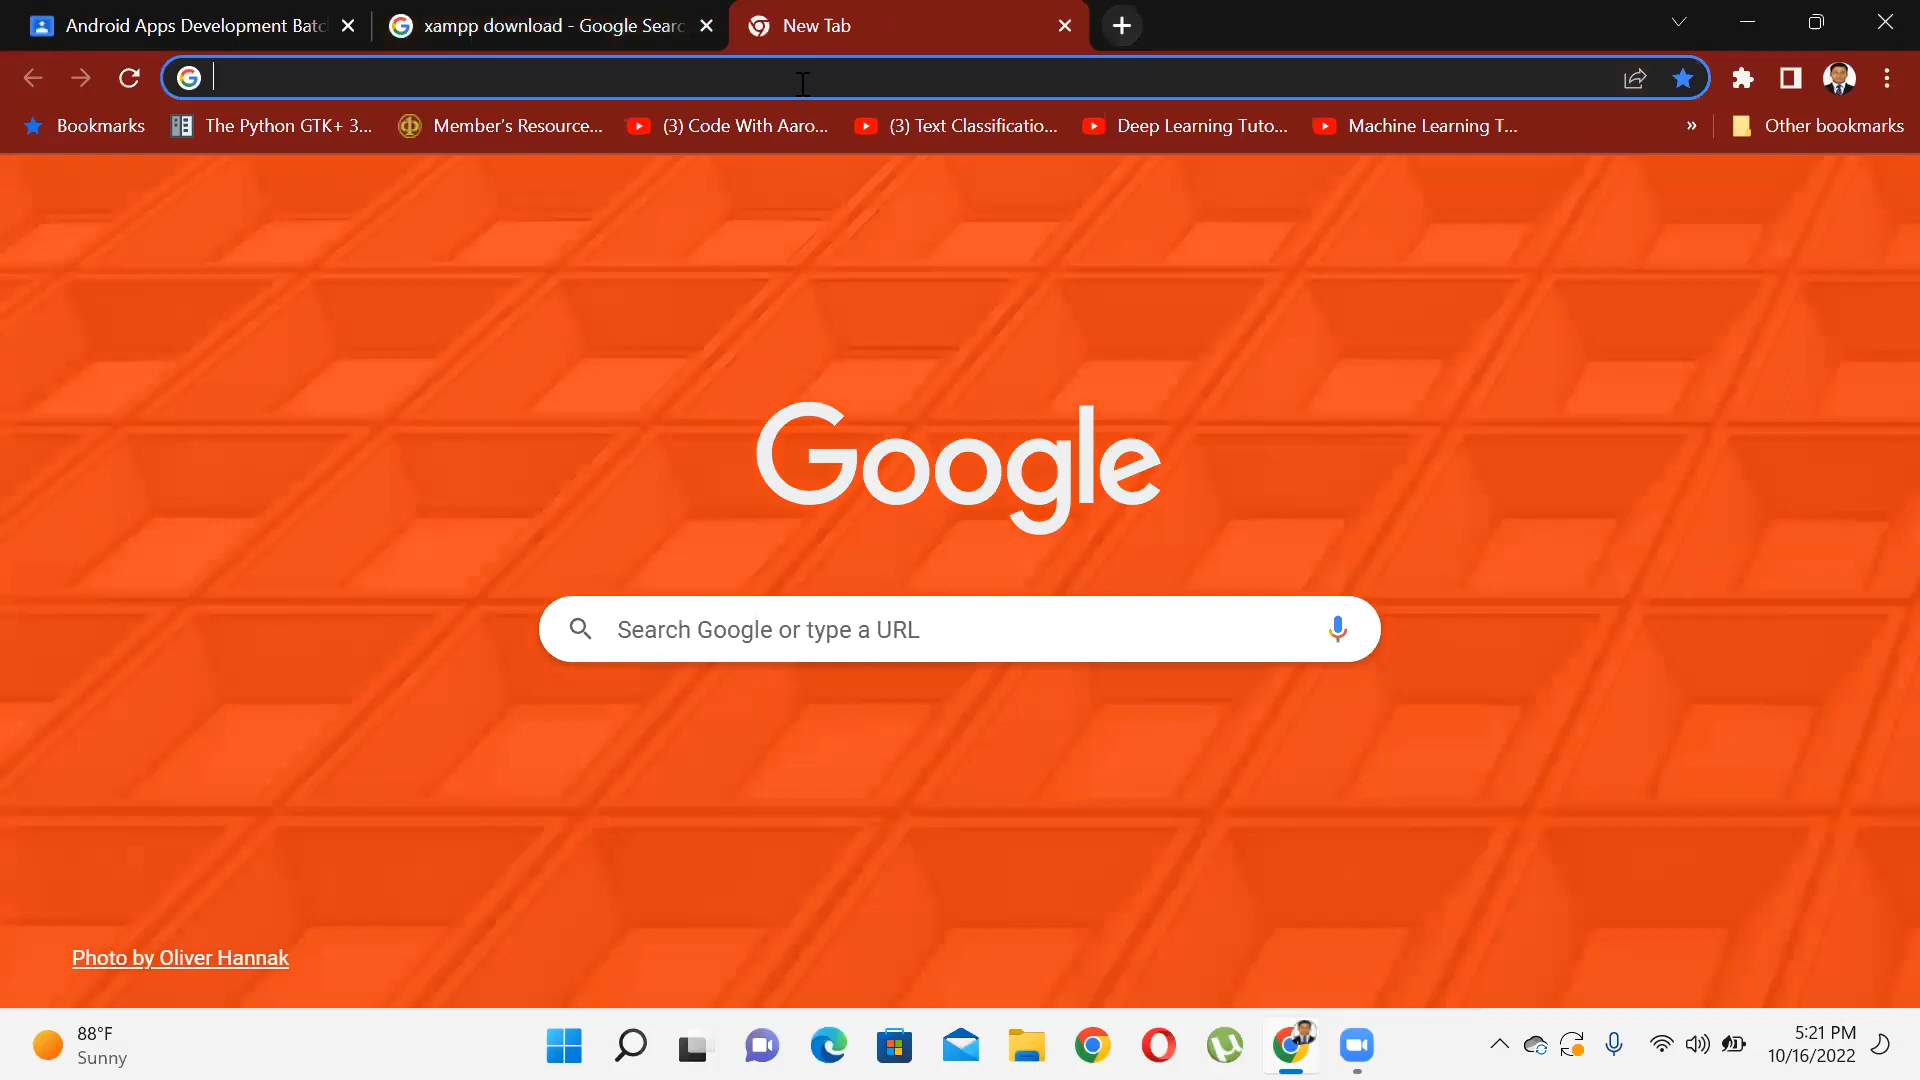 Android Apps Development Batc
xampp download - Google Searc
New Tab
Bookmarks
The Python GTK+ 3...
Member's Resource...
(3) Code With Aaro...
(3) Text Classificatio...
Deep Learning Tuto...
Machine Learning T...
»
Other bookmarks
Google
Search Google or type a URL
Photo by Oliver Hannak
88°F
Sunny
5:21 PM
10/16/2022